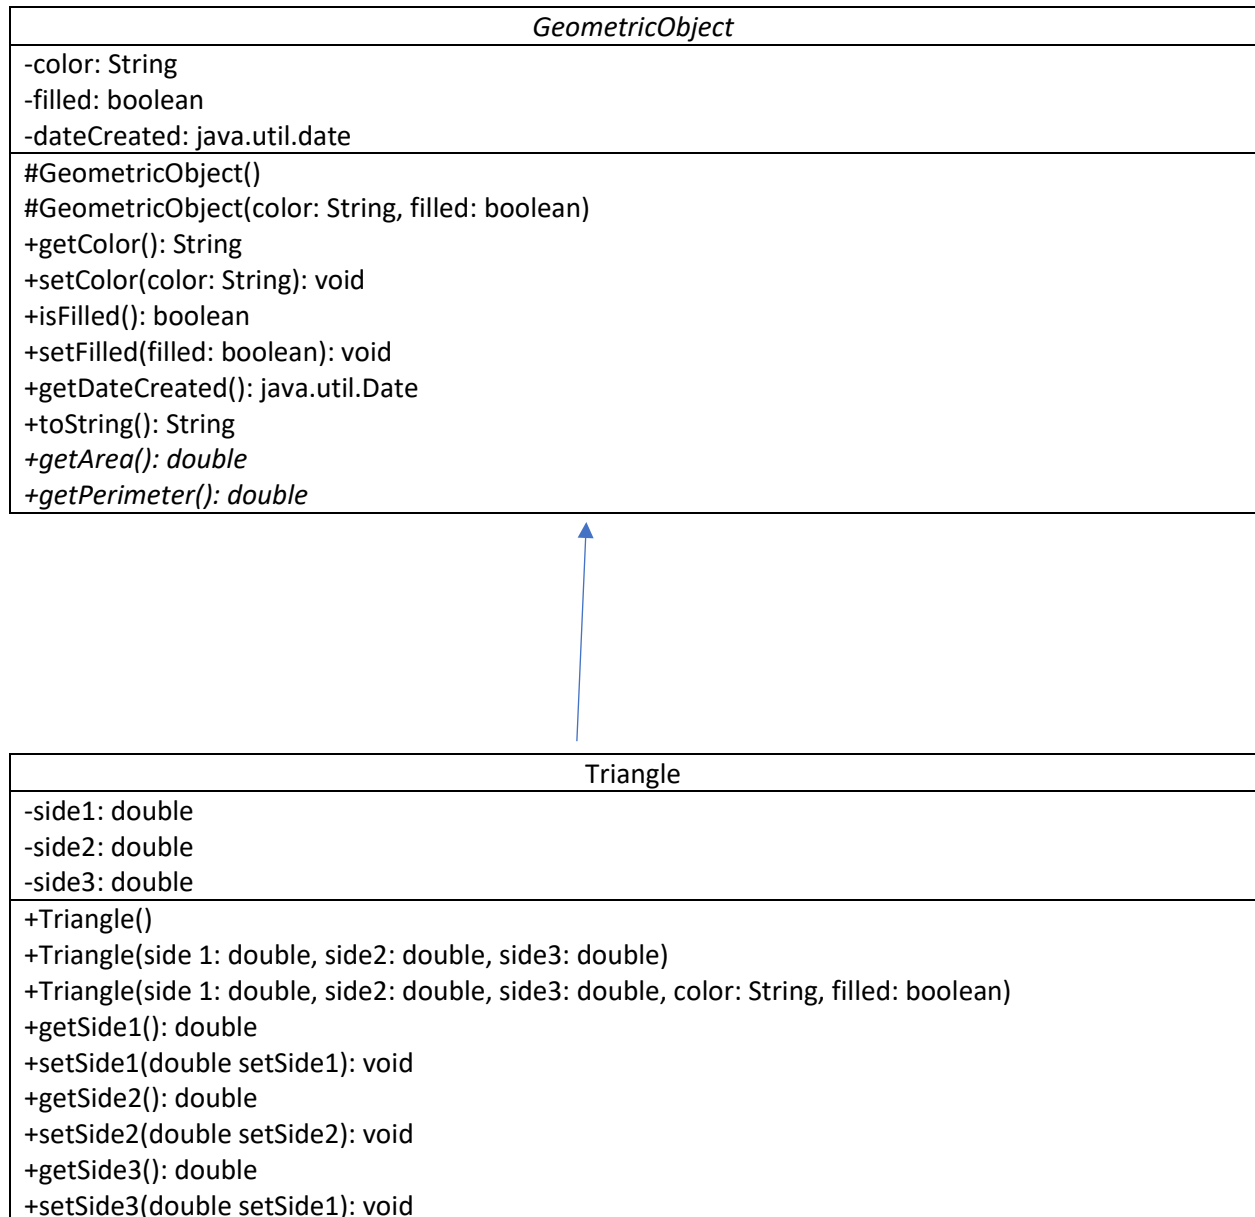 GeometricObject
-color: String
-filled: boolean
-dateCreated: java.util.date
#GeometricObject()
#GeometricObject(color: String, filled: boolean)
+getColor(): String
+setColor(color: String): void
+isFilled(): boolean
+setFilled(filled: boolean): void
+getDateCreated(): java.util.Date
+toString(): String
+getArea(): double
+getPerimeter(): double
Triangle
-side1: double
-side2: double
-side3: double
+Triangle()
+Triangle(side 1: double, side2: double, side3: double)
+Triangle(side 1: double, side2: double, side3: double, color: String, filled: boolean)
+getSide1(): double
+setSide1(double setSide1): void
+getSide2(): double
+setSide2(double setSide2): void
+getSide3(): double
+setSide3(double setSide1): void